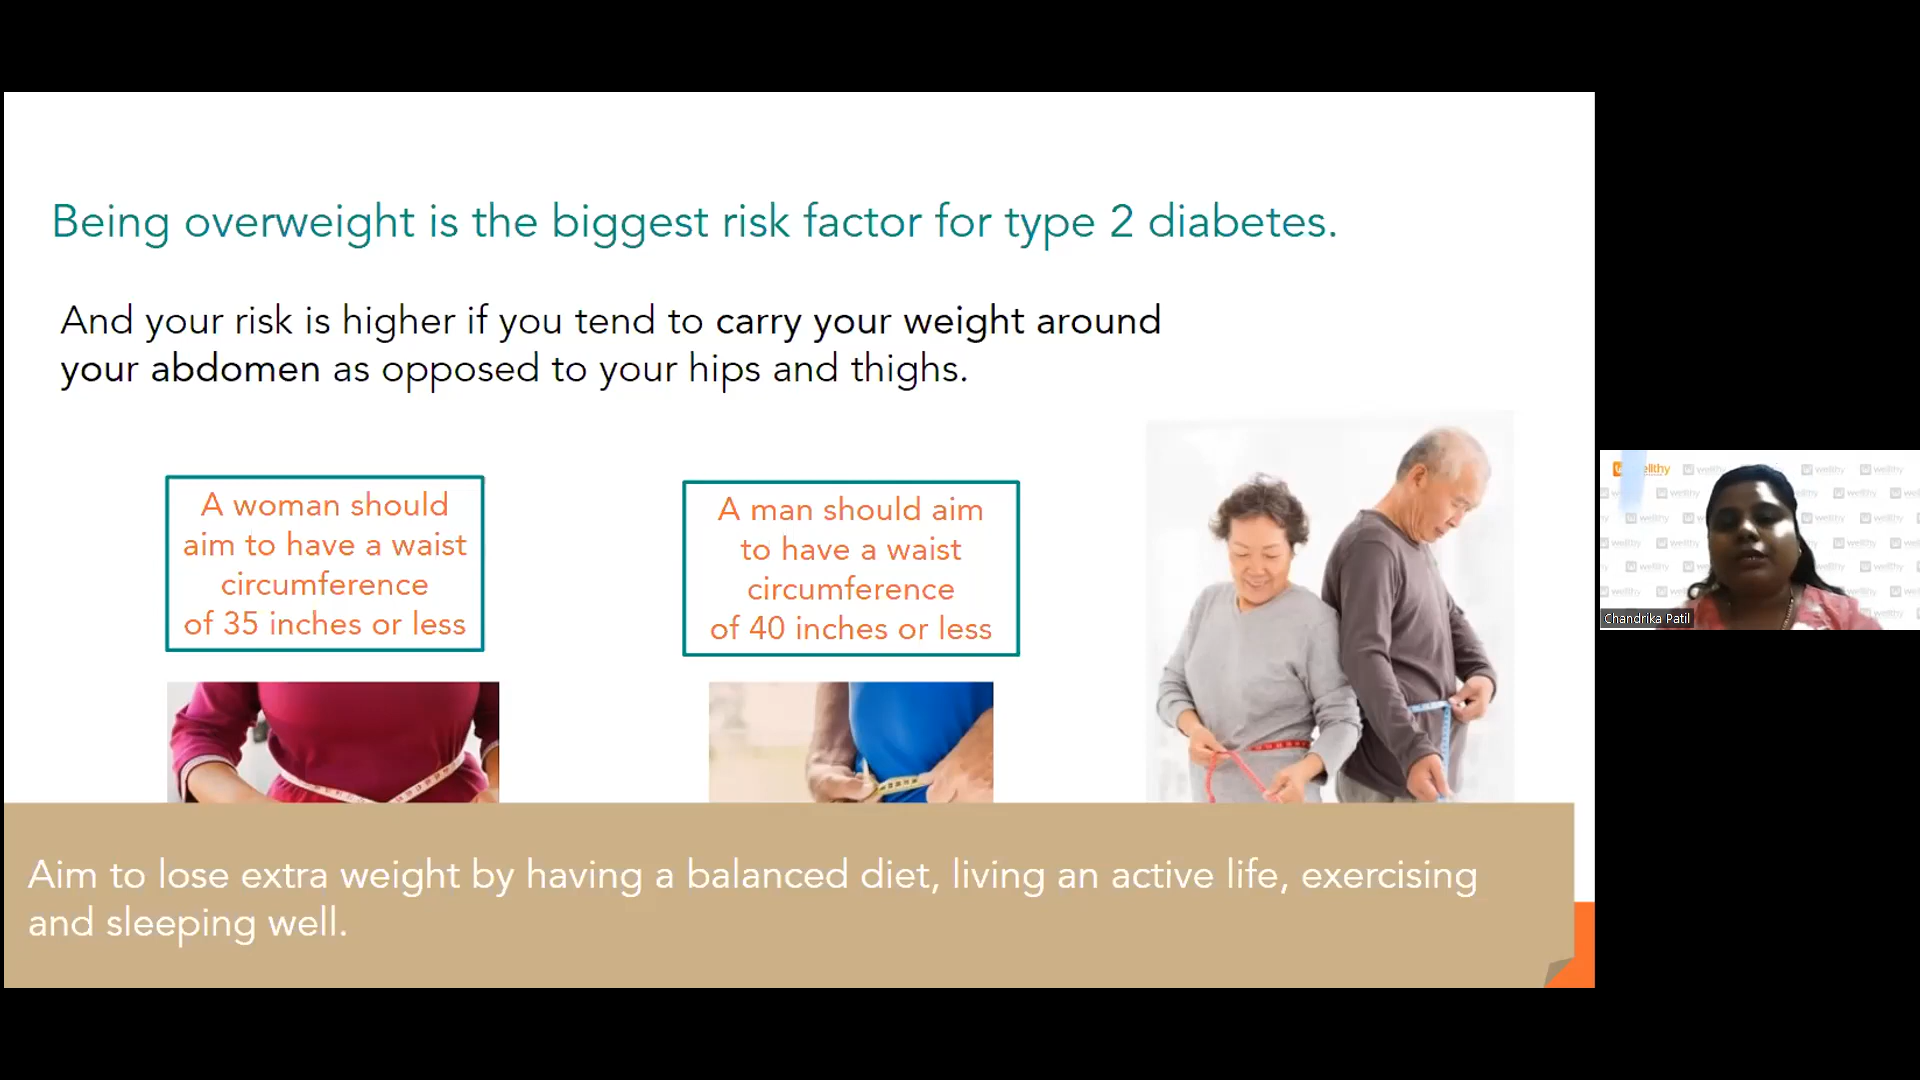 Being overweight is the biggest risk factor for type 2 diabetes.
And your risk is higher if you tend to carry your weight around
your abdomen as opposed to your hips and thighs.
A woman should
aim to have a waist
circumference
of 35 inches or less
A man should aim
to have a waist
circumference
of 40 inches or less
Aim to lose extra weight by having a balanced diet, living an active life, exercising
and sleeping well.
wellthy
Chandrika Patil